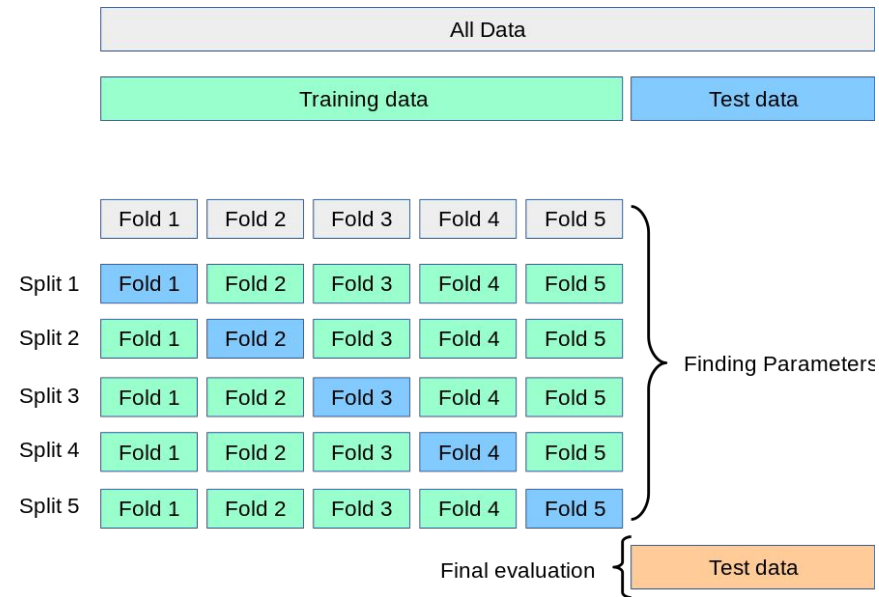 All Data
Training data Test data
Fold 1 Fold 2 Fold 3 Fold 4 Fold 5
Split 1 Fold 1 Fold 2 Fold 3 Fold 4 Fold 5
Split 2 Fold 1 Fold 2 Fold 3 Fold 4 Fold 5
Finding Parameters
Split 3 Fold 1 Fold 2 Fold 3 Fold 4 Fold 5
Split 4 Fold 1 Fold 2 Fold 3 Fold 4 Fold 5
Split 5 Fold 1 Fold 2 Fold 3 Fold 4 Fold 5
Final evaluation Test data